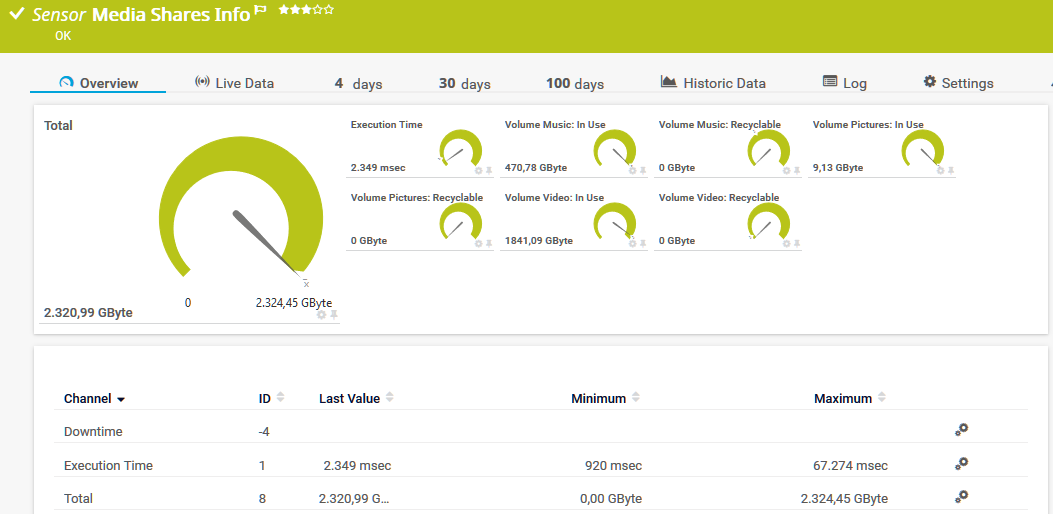 Sensor Media Shares Info
OK
Overview Live Data 4 days 30 days 100 days Historic Data Log Settings
Total
2.320,99 GByte
0 2.324,45 GByte
x
Execution Time
2.349 msec
Volume Music: In Use
470,78 GByte
Volume Music: Recyclable
0 GByte
Volume Pictures: In Use
9,13 GByte
Volume Pictures: Recyclable
0 GByte
Volume Video: In Use
1841,09 GByte
Volume Video: Recyclable
0 GByte
Channel ID Last Value Minimum Maximum
Downtime -4
Execution Time 1 2.349 msec 920 msec 67.274 msec
Total 8 2.320,99 G... 0,00 GByte 2.324,45 GByte